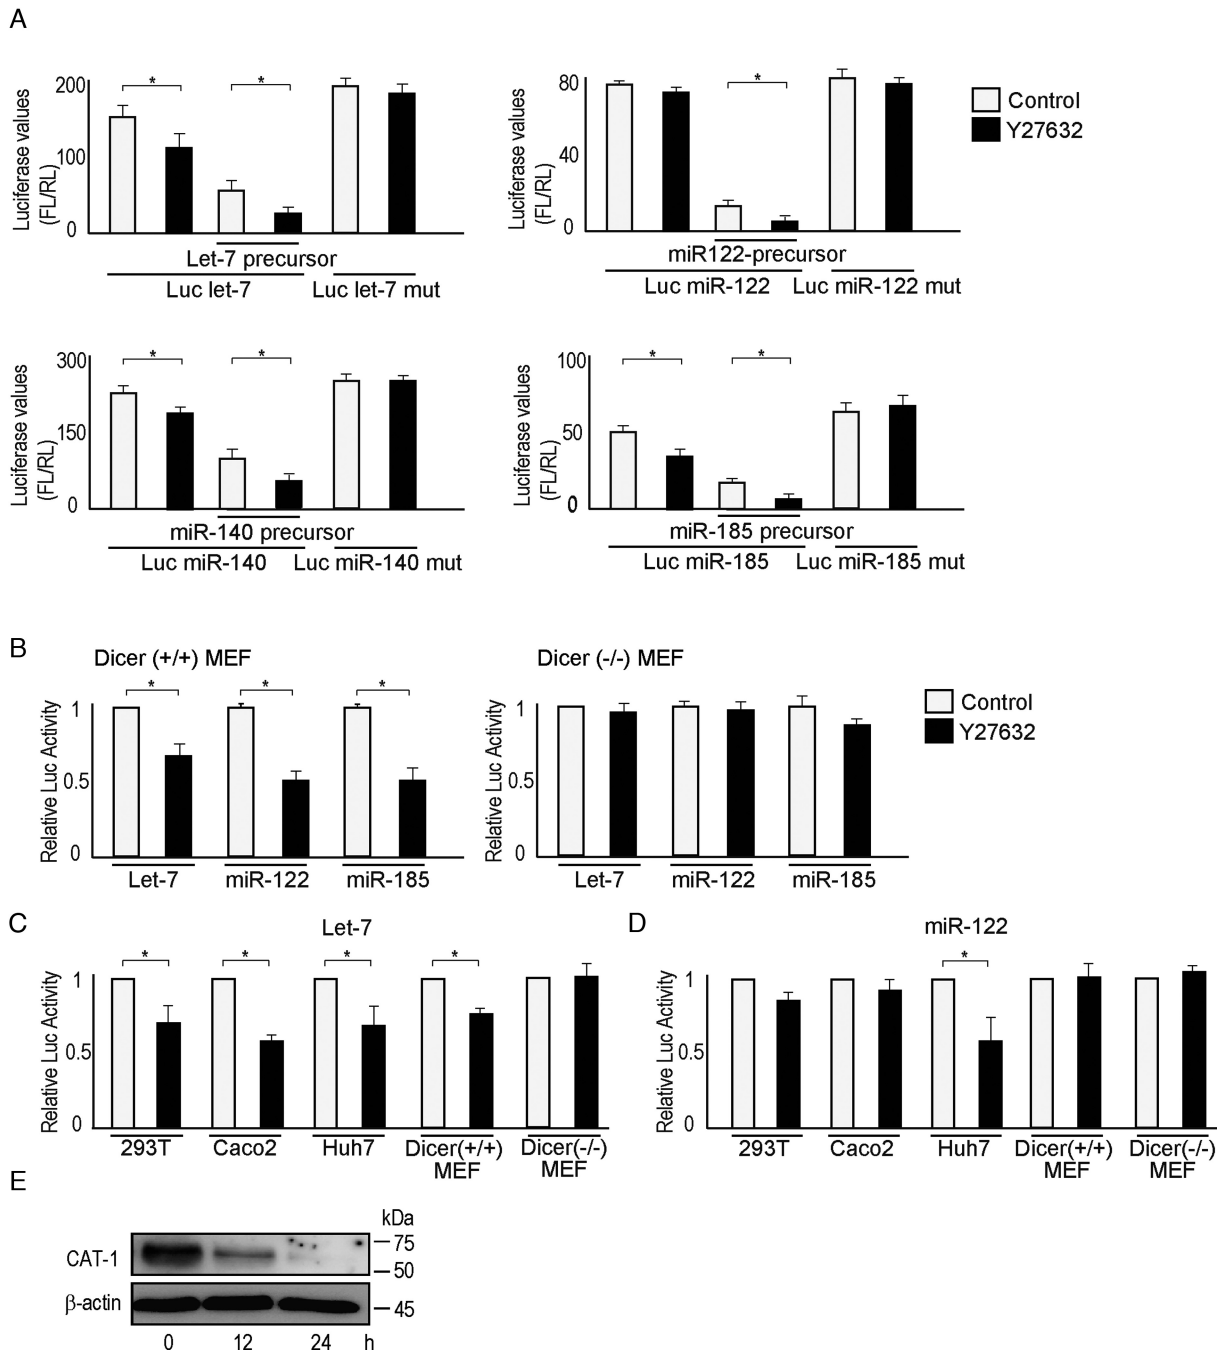 A
Luciferase values
(FL/RL)
200
100
0
*
*
Let-7 precursor
Luc let-7
Luc let-7 mut
Luciferase values
(FL/RL)
80
40
0
*
miR122-precursor
Luc miR-122
Luc miR-122 mut
Control
Y27632
Luciferase values
(FL/RL)
300
150
0
*
*
miR-140 precursor
Luc miR-140
Luc miR-140 mut
Luciferase values
(FL/RL)
100
50
0
*
*
miR-185 precursor
Luc miR-185
Luc miR-185 mut
B
Dicer (+/+) MEF
Relative Luc Activity
1
0.5
0
*
*
*
Let-7
miR-122
miR-185
Dicer (-/-) MEF
Relative Luc Activity
1
0.5
0
Let-7
miR-122
miR-185
Control
Y27632
C
Let-7
Relative Luc Activity
1
0.5
0
*
*
*
*
293T
Caco2
Huh7
Dicer(+/+)
MEF
Dicer(-/-)
MEF
D
miR-122
Relative Luc Activity
1
0.5
0
*
293T
Caco2
Huh7
Dicer(+/+)
MEF
Dicer(-/-)
MEF
E
kDa
CAT-1
75
50
β-actin
45
0
12
24
h